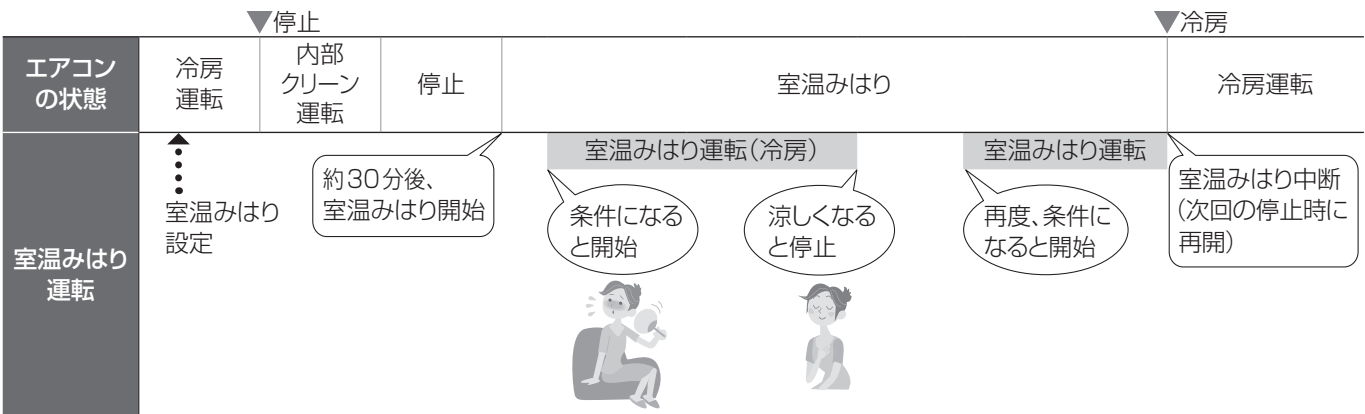 ▼停止
▼冷房
エアコン
の状態
冷房
運転
内部
クリーン
運転
停止
室温みはり
冷房運転
室温みはり
運転
室温みはり
設定
約30分後、
室温みはり開始
室温みはり運転(冷房)
条件になる
と開始
涼しくなる
と停止
室温みはり運転
再度、条件に
なると開始
室温みはり中断
(次回の停止時に
再開)